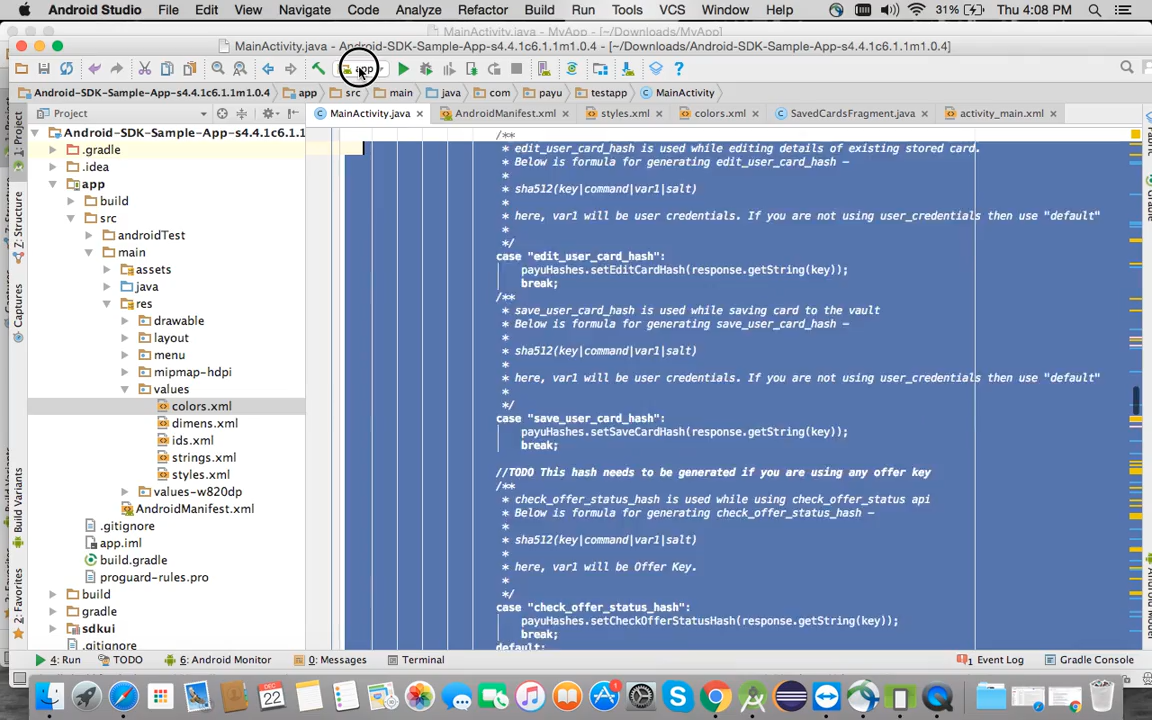 Android Studio File Edit View Navigate Code Analyze Refactor Build Run Tools VCS Window Help 31% Thu 4:08 PM
MainActivity.java - Android-SDK-Sample-App-s4.4.1c6.1.1m1.0.4 - [~/Downloads/Android-SDK-Sample-App-s4.4.1c6.1.1m1.0.4]
app
Android-SDK-Sample-App-s4.4.1c6.1.1m1.0.4 app src main java com payu testapp MainActivity
Project
MainActivity.java AndroidManifest.xml styles.xml colors.xml SavedCardsFragment.java activity_main.xml
1: Project
Z: Structure
Captures
Build Variants
2: Favorites
Android-SDK-Sample-App-s4.4.1c6.1.1
.gradle
.idea
app
build
src
androidTest
main
assets
java
res
drawable
layout
menu
mipmap-hdpi
values
colors.xml
dimens.xml
ids.xml
strings.xml
styles.xml
values-w820dp
AndroidManifest.xml
.gitignore
app.iml
build.gradle
proguard-rules.pro
build
gradle
sdkui
.gitignore
/**
* edit_user_card_hash is used while editing details of existing stored card.
* Below is formula for generating edit_user_card_hash –
*
* sha512(key|command|var1|salt)
*
* here, var1 will be user credentials. If you are not using user_credentials then use "default"
*
*/
case "edit_user_card_hash":
payuHashes.setEditCardHash(response.getString(key));
break;
/**
* save_user_card_hash is used while saving card to the vault
* Below is formula for generating save_user_card_hash –
*
* sha512(key|command|var1|salt)
*
* here, var1 will be user credentials. If you are not using user_credentials then use "default"
*
*/
case "save_user_card_hash":
payuHashes.setSaveCardHash(response.getString(key));
break;
//TODO This hash needs to be generated if you are using any offer key
/**
* check_offer_status_hash is used while using check_offer_status api
* Below is formula for generating check_offer_status_hash –
*
* sha512(key|command|var1|salt)
*
* here, var1 will be Offer Key.
*
*/
case "check_offer_status_hash":
payuHashes.setCheckOfferStatusHash(response.getString(key));
break;
default:
4: Run TODO 6: Android Monitor 0: Messages Terminal 1 Event Log Gradle Console
22